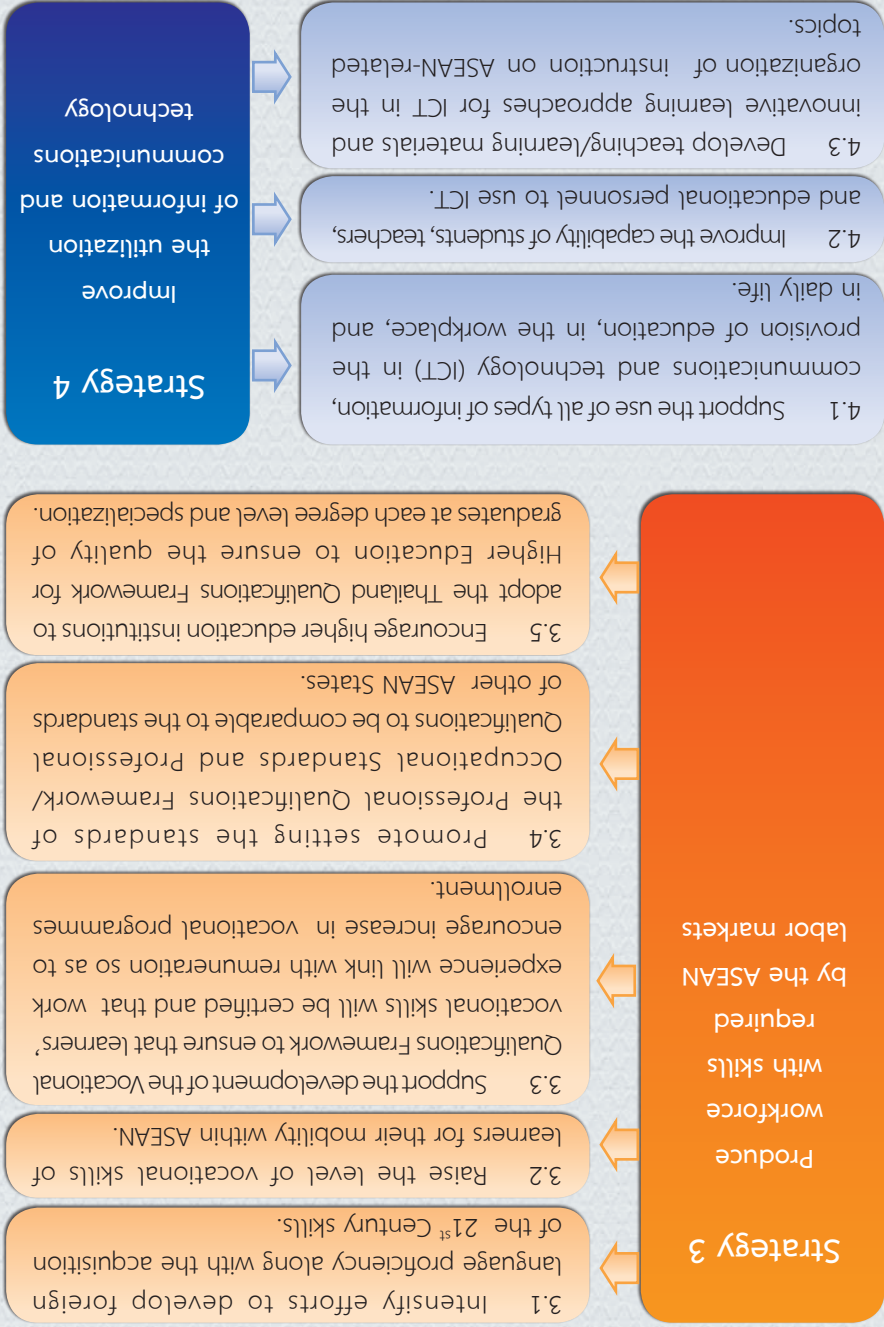 Strategy 3
Produce
workforce
with skills
required
by the ASEAN
labor markets
3.1 Intensify efforts to develop foreign
language proficiency along with the acquisition
of the 21st Century skills.
3.2 Raise the level of vocational skills of
learners for their mobility within ASEAN.
3.3 Support the development of the Vocational
Qualifications Framework to ensure that learners’
vocational skills will be certified and that work
experience will link with remuneration so as to
encourage increase in vocational programmes
enrollment.
3.4 Promote setting the standards of
the Professional Qualifications Framework/
Occupational Standards and Professional
Qualifications to be comparable to the standards
of other ASEAN States.
3.5 Encourage higher education institutions to
adopt the Thailand Qualifications Framework for
Higher Education to ensure the quality of
graduates at each degree level and specialization.
Strategy 4
Improve
the utilization
of information and
communications
technology
4.1 Support the use of all types of information,
communications and technology (ICT) in the
provision of education, in the workplace, and
in daily life.
4.2 Improve the capability of students, teachers,
and educational personnel to use ICT.
4.3 Develop teaching/learning materials and
innovative learning approaches for ICT in the
organization of instruction on ASEAN-related
topics.